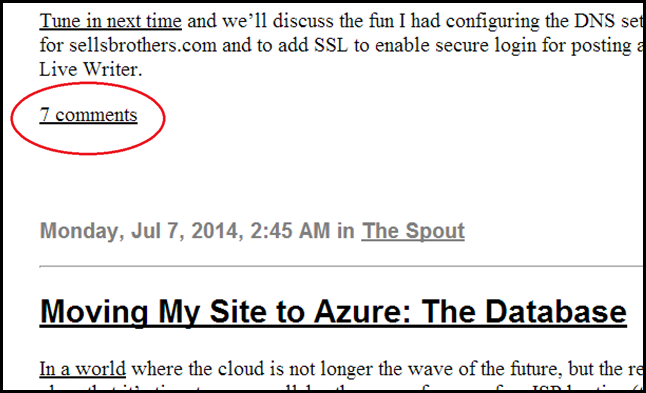 Tune in next time and we’ll discuss the fun I had configuring the DNS set
for sellsbrothers.com and to add SSL to enable secure login for posting a
Live Writer.
7 comments
Monday, Jul 7, 2014, 2:45 AM in The Spout
Moving My Site to Azure: The Database
In a world where the cloud is not longer the wave of the future, but the re